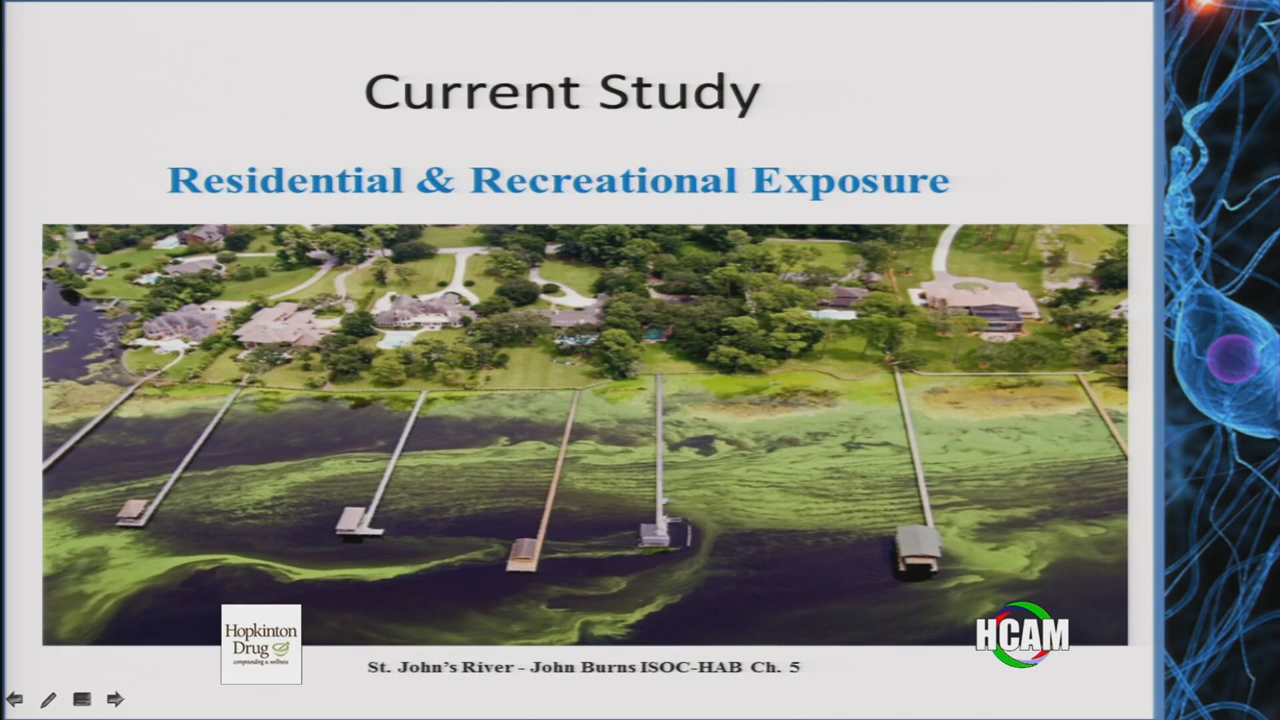 Current Study
Residential & Recreational Exposure
Hopkinton
Drug
compounding & wellness
HCAM
St. John's River - John Burns ISOC-HAB Ch. 5